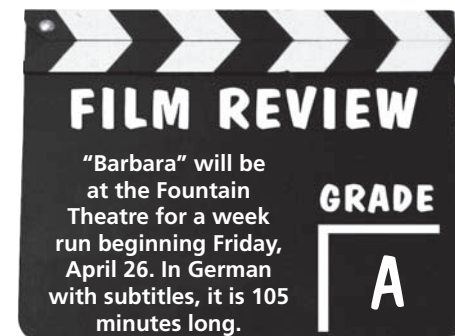 FILM REVIEW
“Barbara” will be
at the Fountain
Theatre for a week
run beginning Friday,
April 26. In German
with subtitles, it is 105
minutes long.
GRADE
A